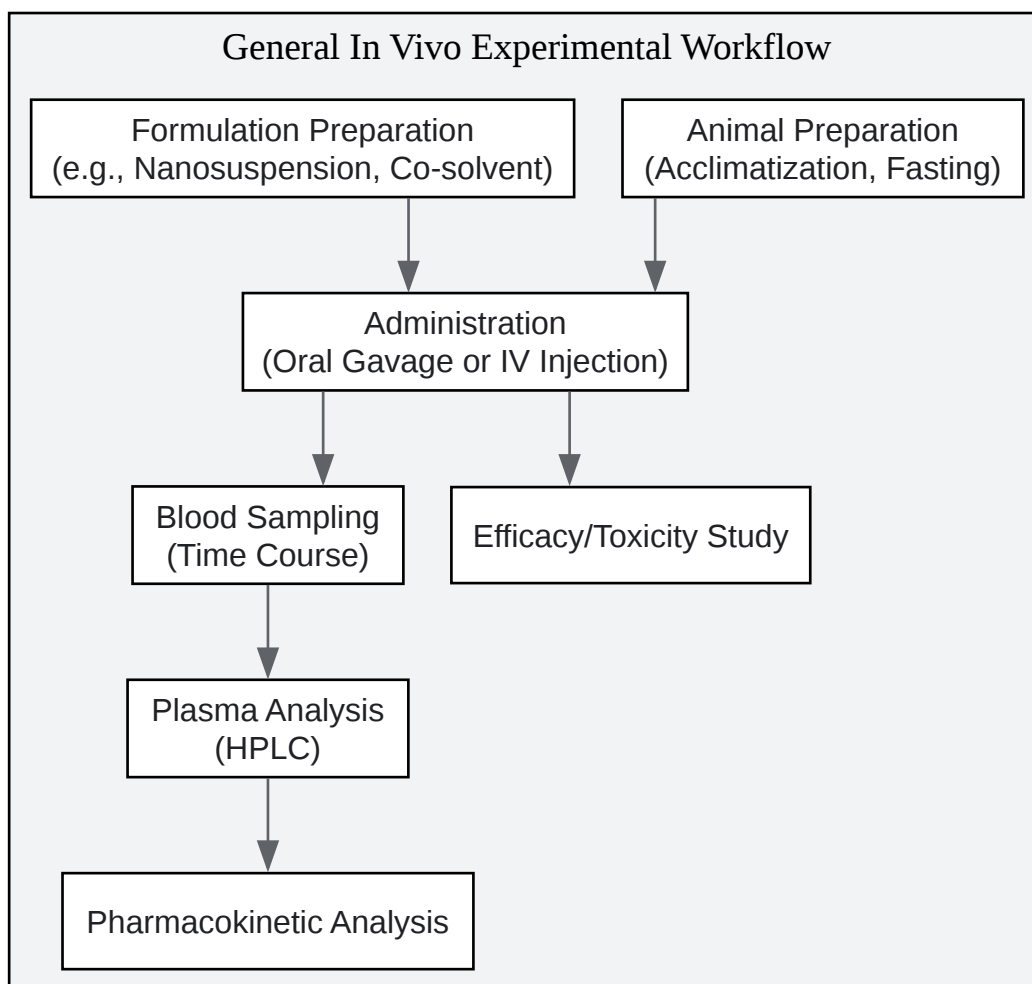 General In Vivo Experimental Workflow
Formulation Preparation
(e.g., Nanosuspension, Co-solvent)
Animal Preparation
(Acclimatization, Fasting)
Administration
(Oral Gavage or IV Injection)
Blood Sampling
(Time Course)
Efficacy/Toxicity Study
Plasma Analysis
(HPLC)
Pharmacokinetic Analysis